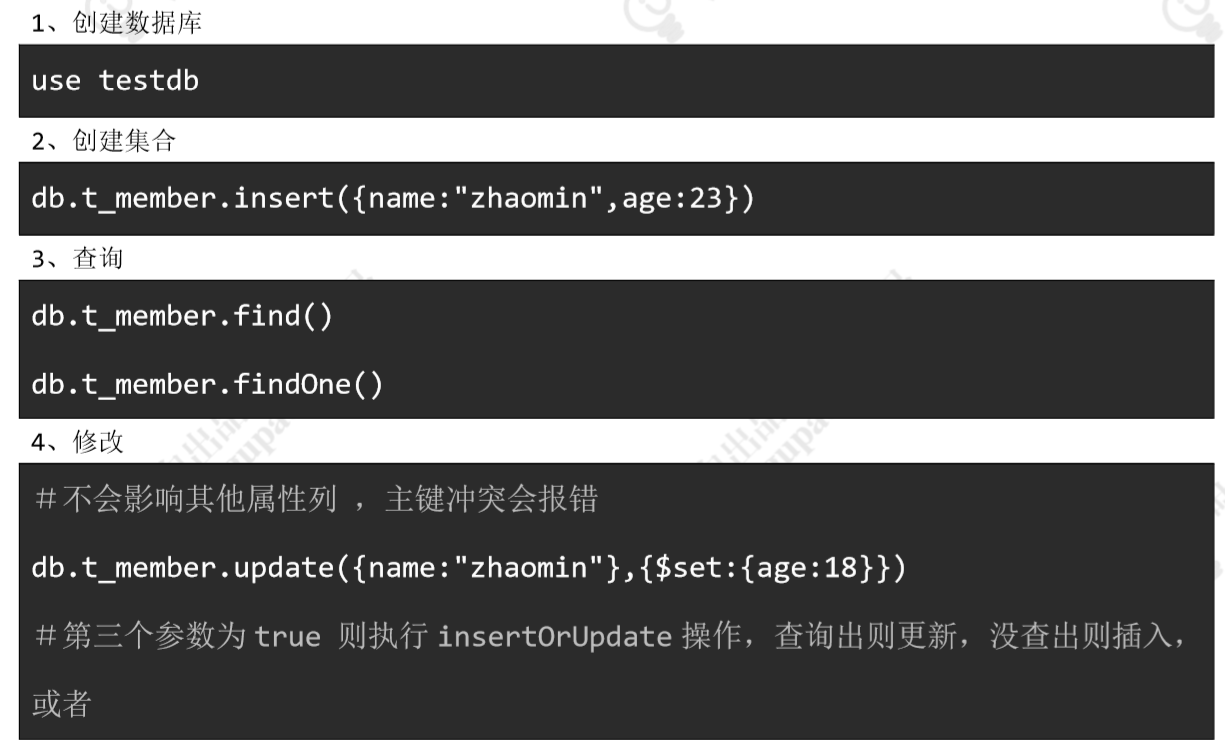 1、创建数据库
use testdb
2、创建集合
db.t_member.insert({name:"zhaomin",age:23})
3、查询
db.t_member.find()
db.t_member.findOne()
4、修改
＃不会影响其他属性列 ，主键冲突会报错
db.t_member.update({name:"zhaomin"},{$set:{age:18}})
＃第三个参数为 true 则执行 insertOrUpdate 操作，查询出则更新，没查出则插入，
或者